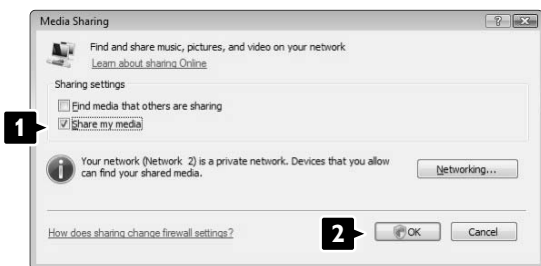 Media Sharing
Find and share music, pictures, and video on your network
Learn about sharing Online
Sharing settings
Find media that others are sharing
1
Share my media
Your network (Network 2) is a private network. Devices that you allow
can find your shared media.
Networking...
How does sharing change firewall settings?
2
OK
Cancel